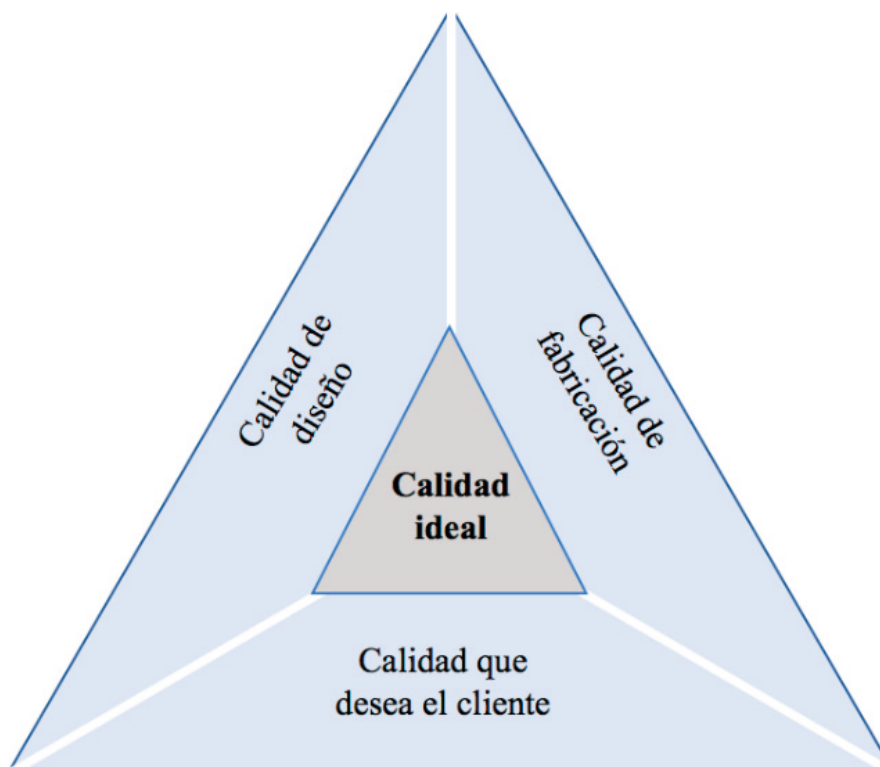 Calidad de
diseño
Calidad de
fabricación
Calidad
ideal
Calidad que
desea el cliente